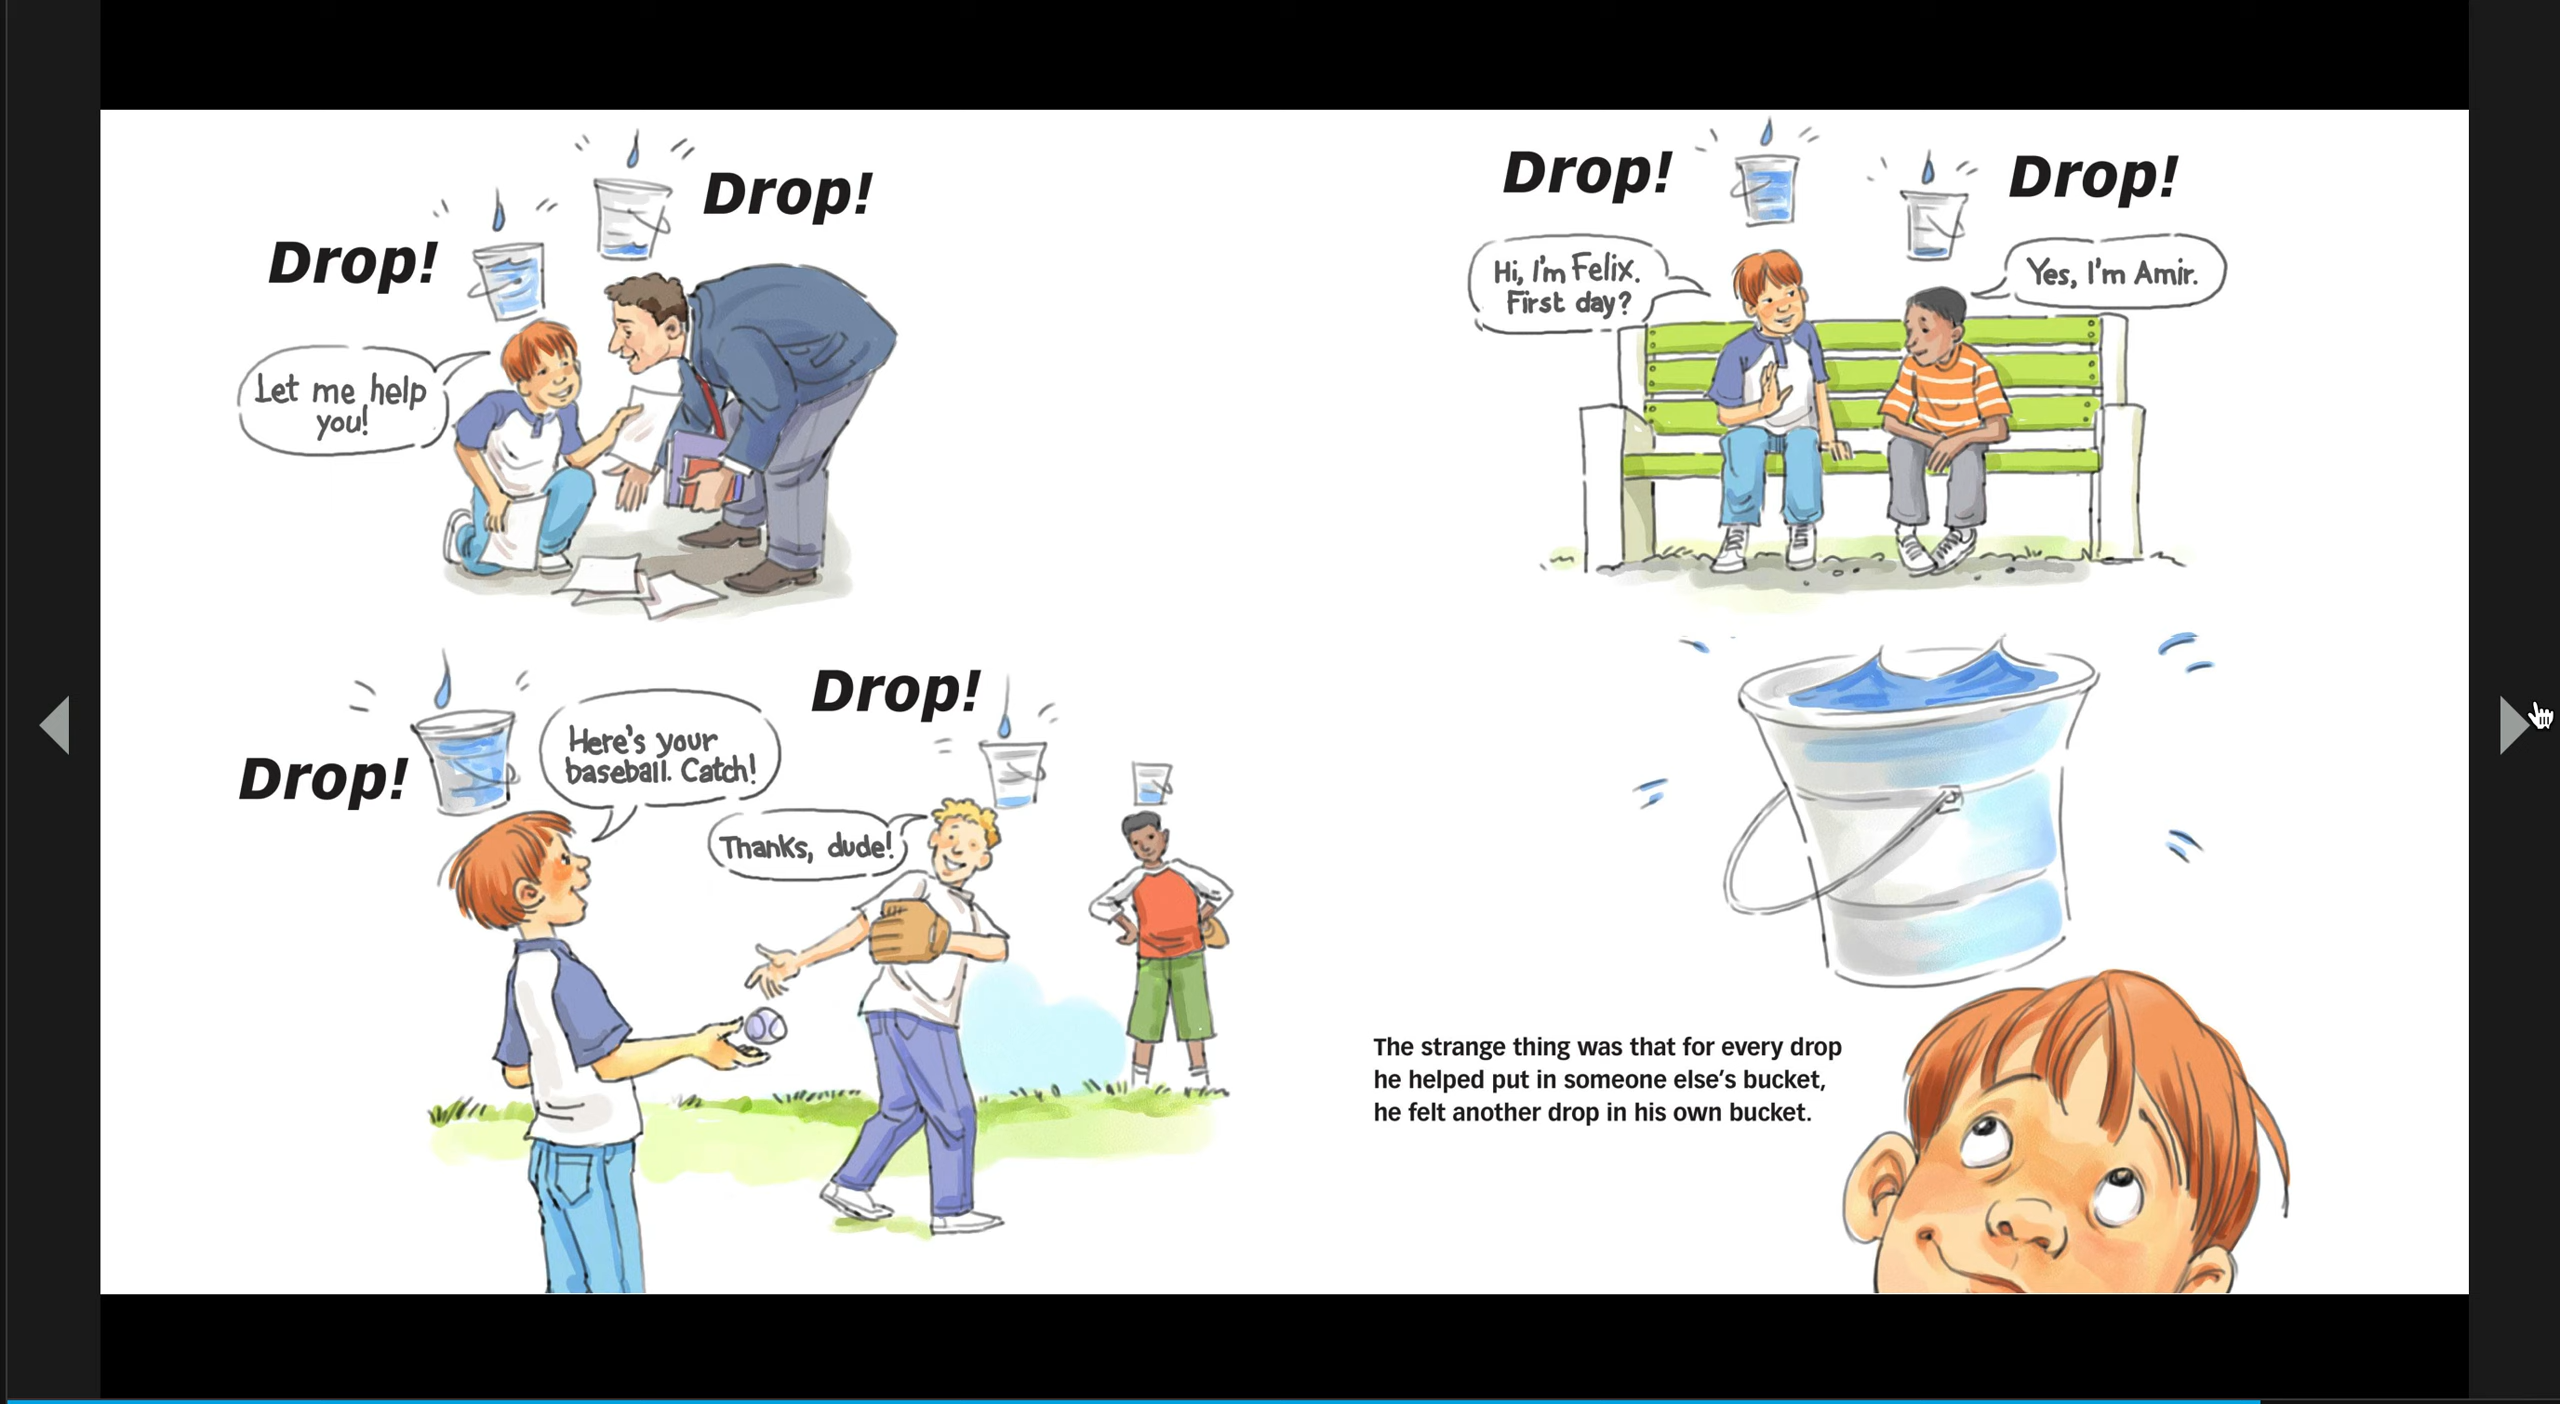 Drop!
Drop!
Let me help
you!
Drop!
Drop!
Here's your
baseball. Catch!
Thanks, dude!
Drop!
Drop!
Hi, I'm Felix.
First day?
Yes, I'm Amir.
The strange thing was that for every drop
he helped put in someone else's bucket,
he felt another drop in his own bucket.